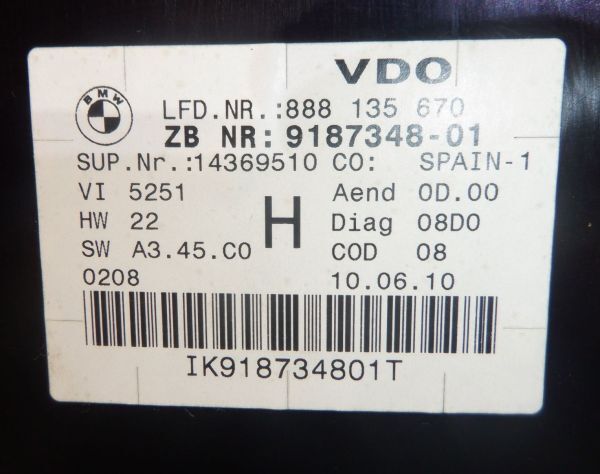 VDO
BMW
LFD.NR.:888 135 670
ZB NR: 9187348-01
SUP.Nr.:14369510 CO: SPAIN-1
VI 5251 Aend 0D.00
HW 22 H Diag 08D0
SW A3.45.C0 COD 08
0208 10.06.10
IK918734801T